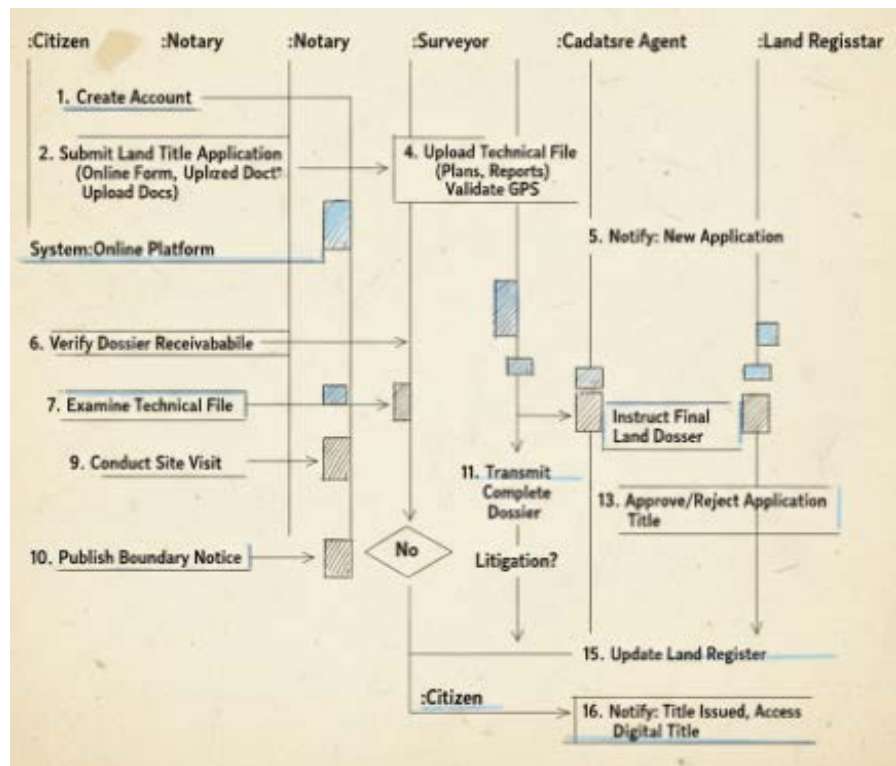 :Citizen :Notary :Notary :Surveyor :Cadatsre Agent :Land Regisstar
1. Create Account
2. Submit Land Title Application
(Online Form, Uplized Doct"
Upload Docs)
4. Upload Technical File
(Plans, Reports)
Validate GPS
5. Notify: New Application
System:Online Platform
6. Verify Dossier Receivababile
7. Examine Technical File
Instruct Final
Land Dosser
9. Conduct Site Visit
11. Transmit
Complete
Dossier
13. Approve/Reject Application
Title
10. Publish Boundary Notice
No
Litigation?
15. Update Land Register
:Citizen
16. Notify: Title Issued, Access
Digital Title